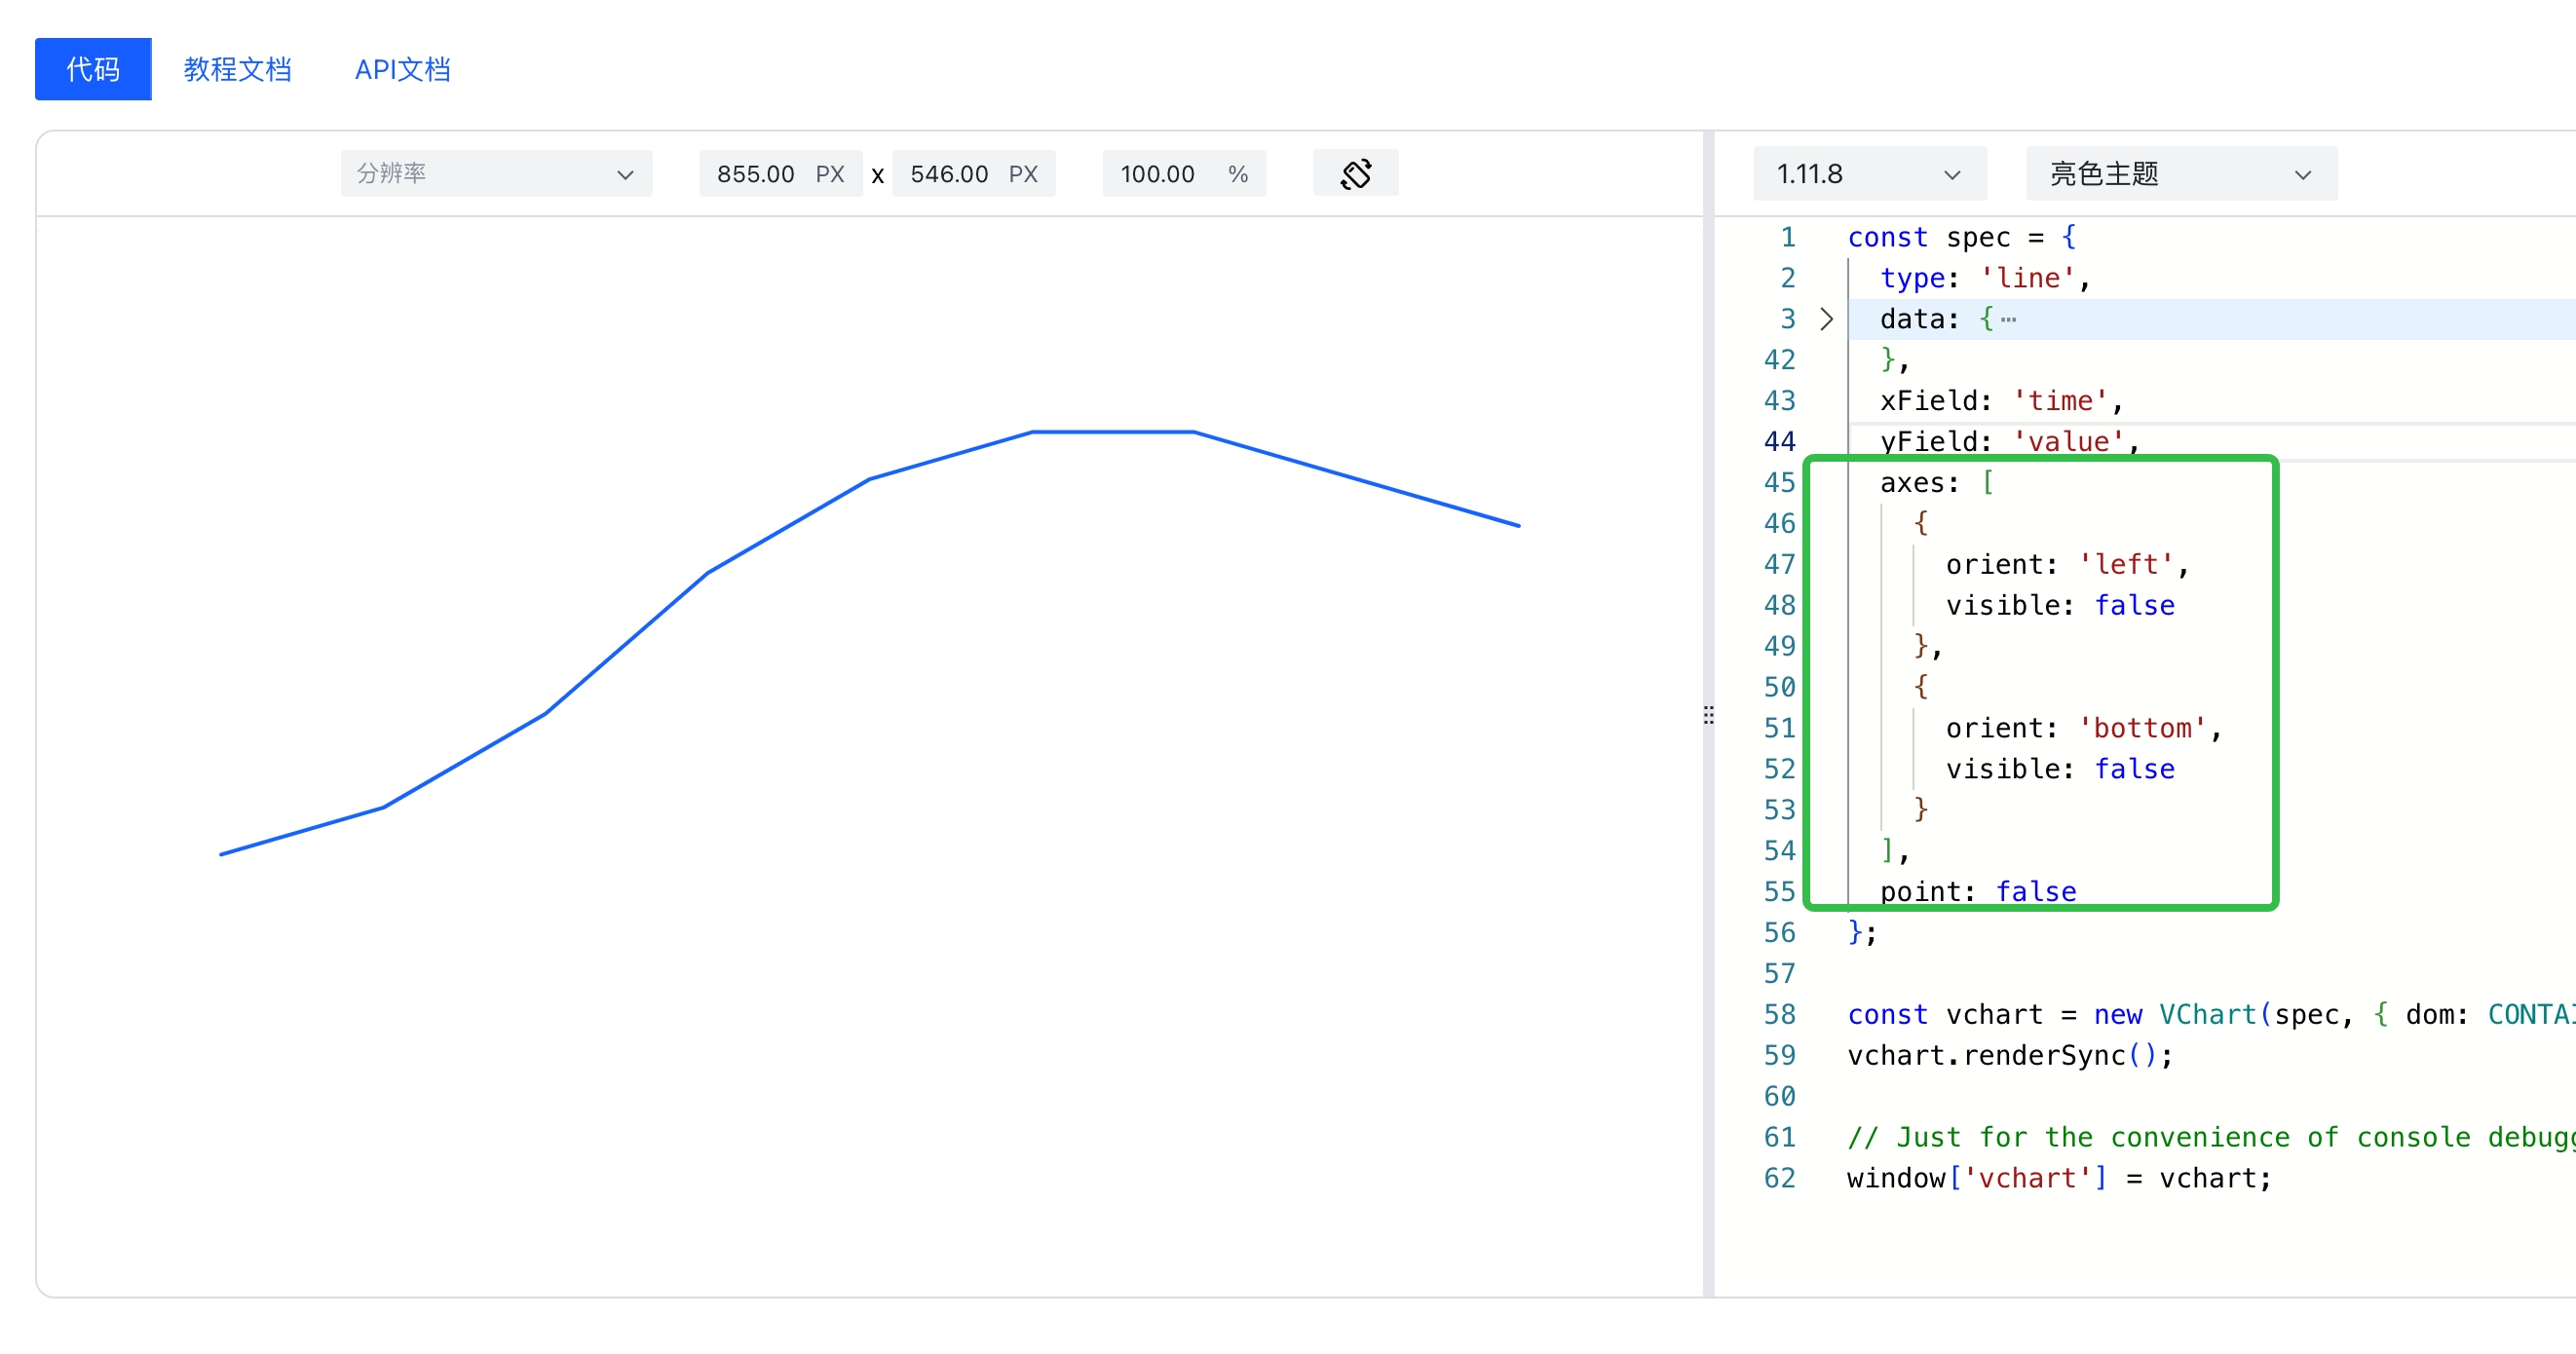 代码 教程文档 API文档
分辨率 855.00 PX x 546.00 PX 100.00 % 1.11.8 亮色主题
1 const spec = {
2 type: 'line',
3 data: { ⋯
42 },
43 xField: 'time',
44 yField: 'value',
45 axes: [
46 {
47 orient: 'left',
48 visible: false
49 },
50 {
51 orient: 'bottom',
52 visible: false
53 }
54 ],
55 point: false
56 };
57
58 const vchart = new VChart(spec, { dom: CONTA
59 vchart.renderSync();
60
61 // Just for the convenience of console debug
62 window['vchart'] = vchart;